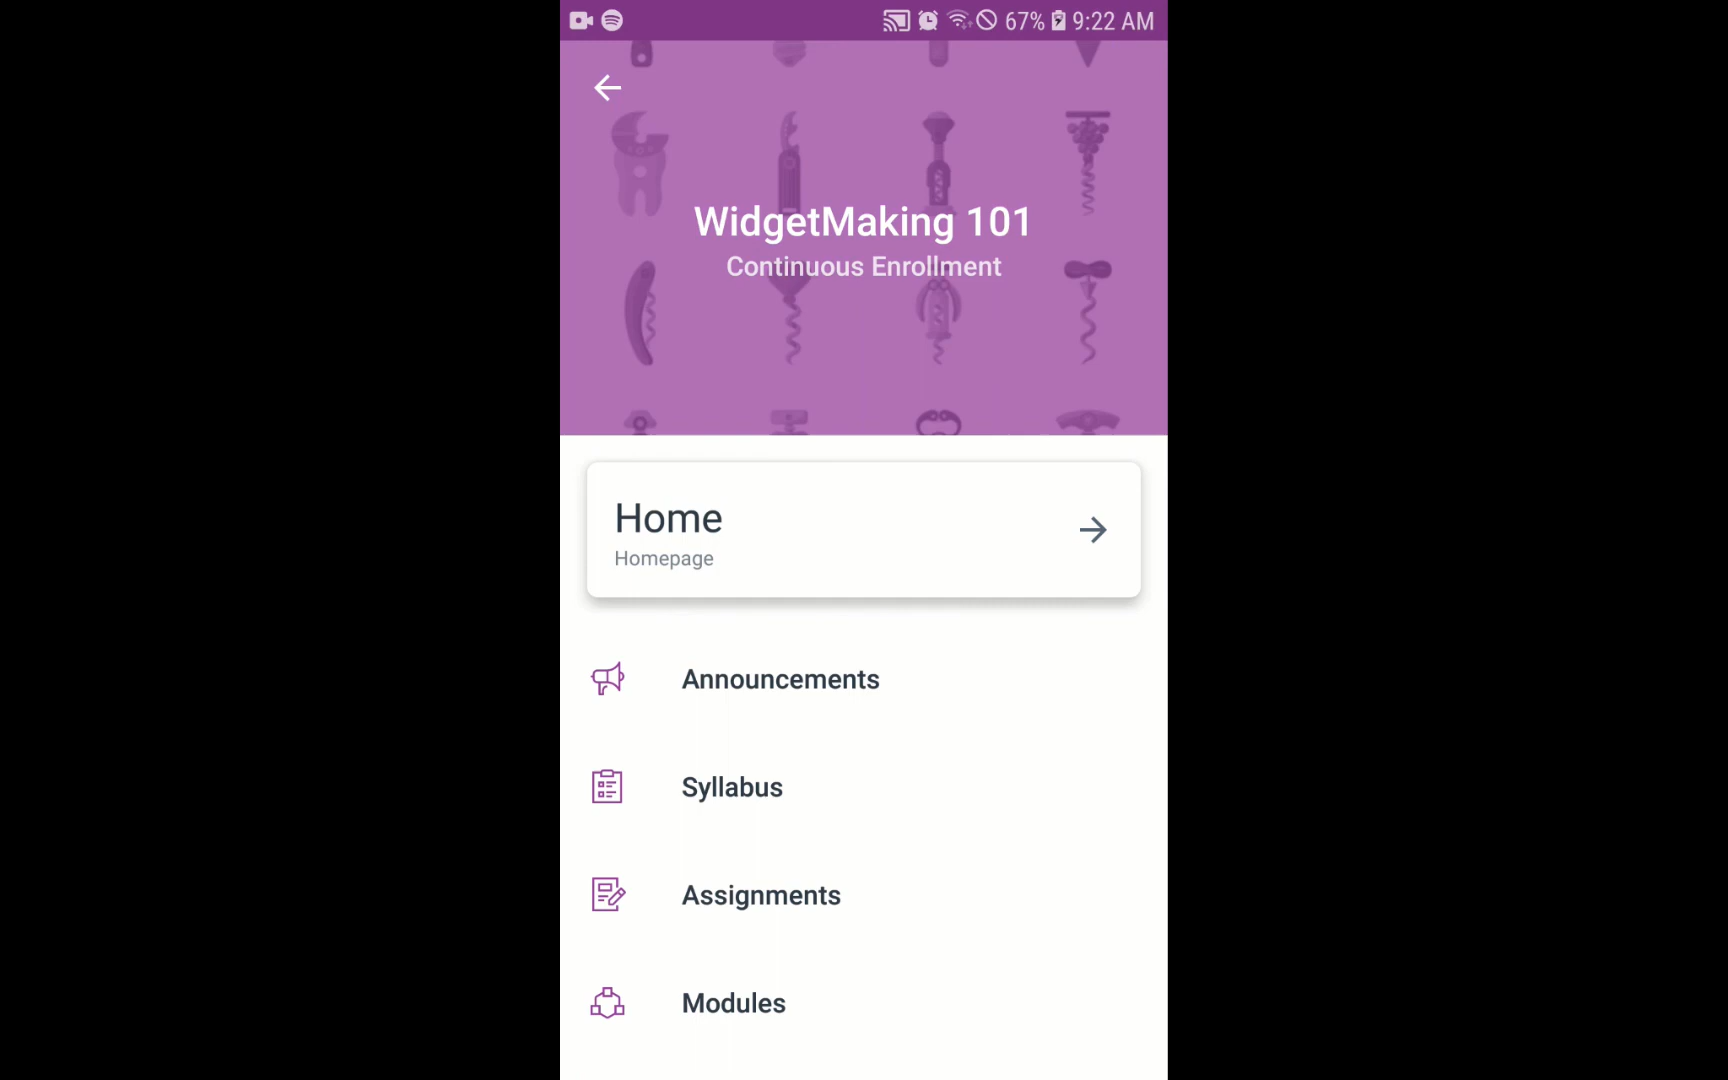 67% 9:22 AM
WidgetMaking 101
Continuous Enrollment
Home
Homepage
Announcements
Syllabus
Assignments
Modules